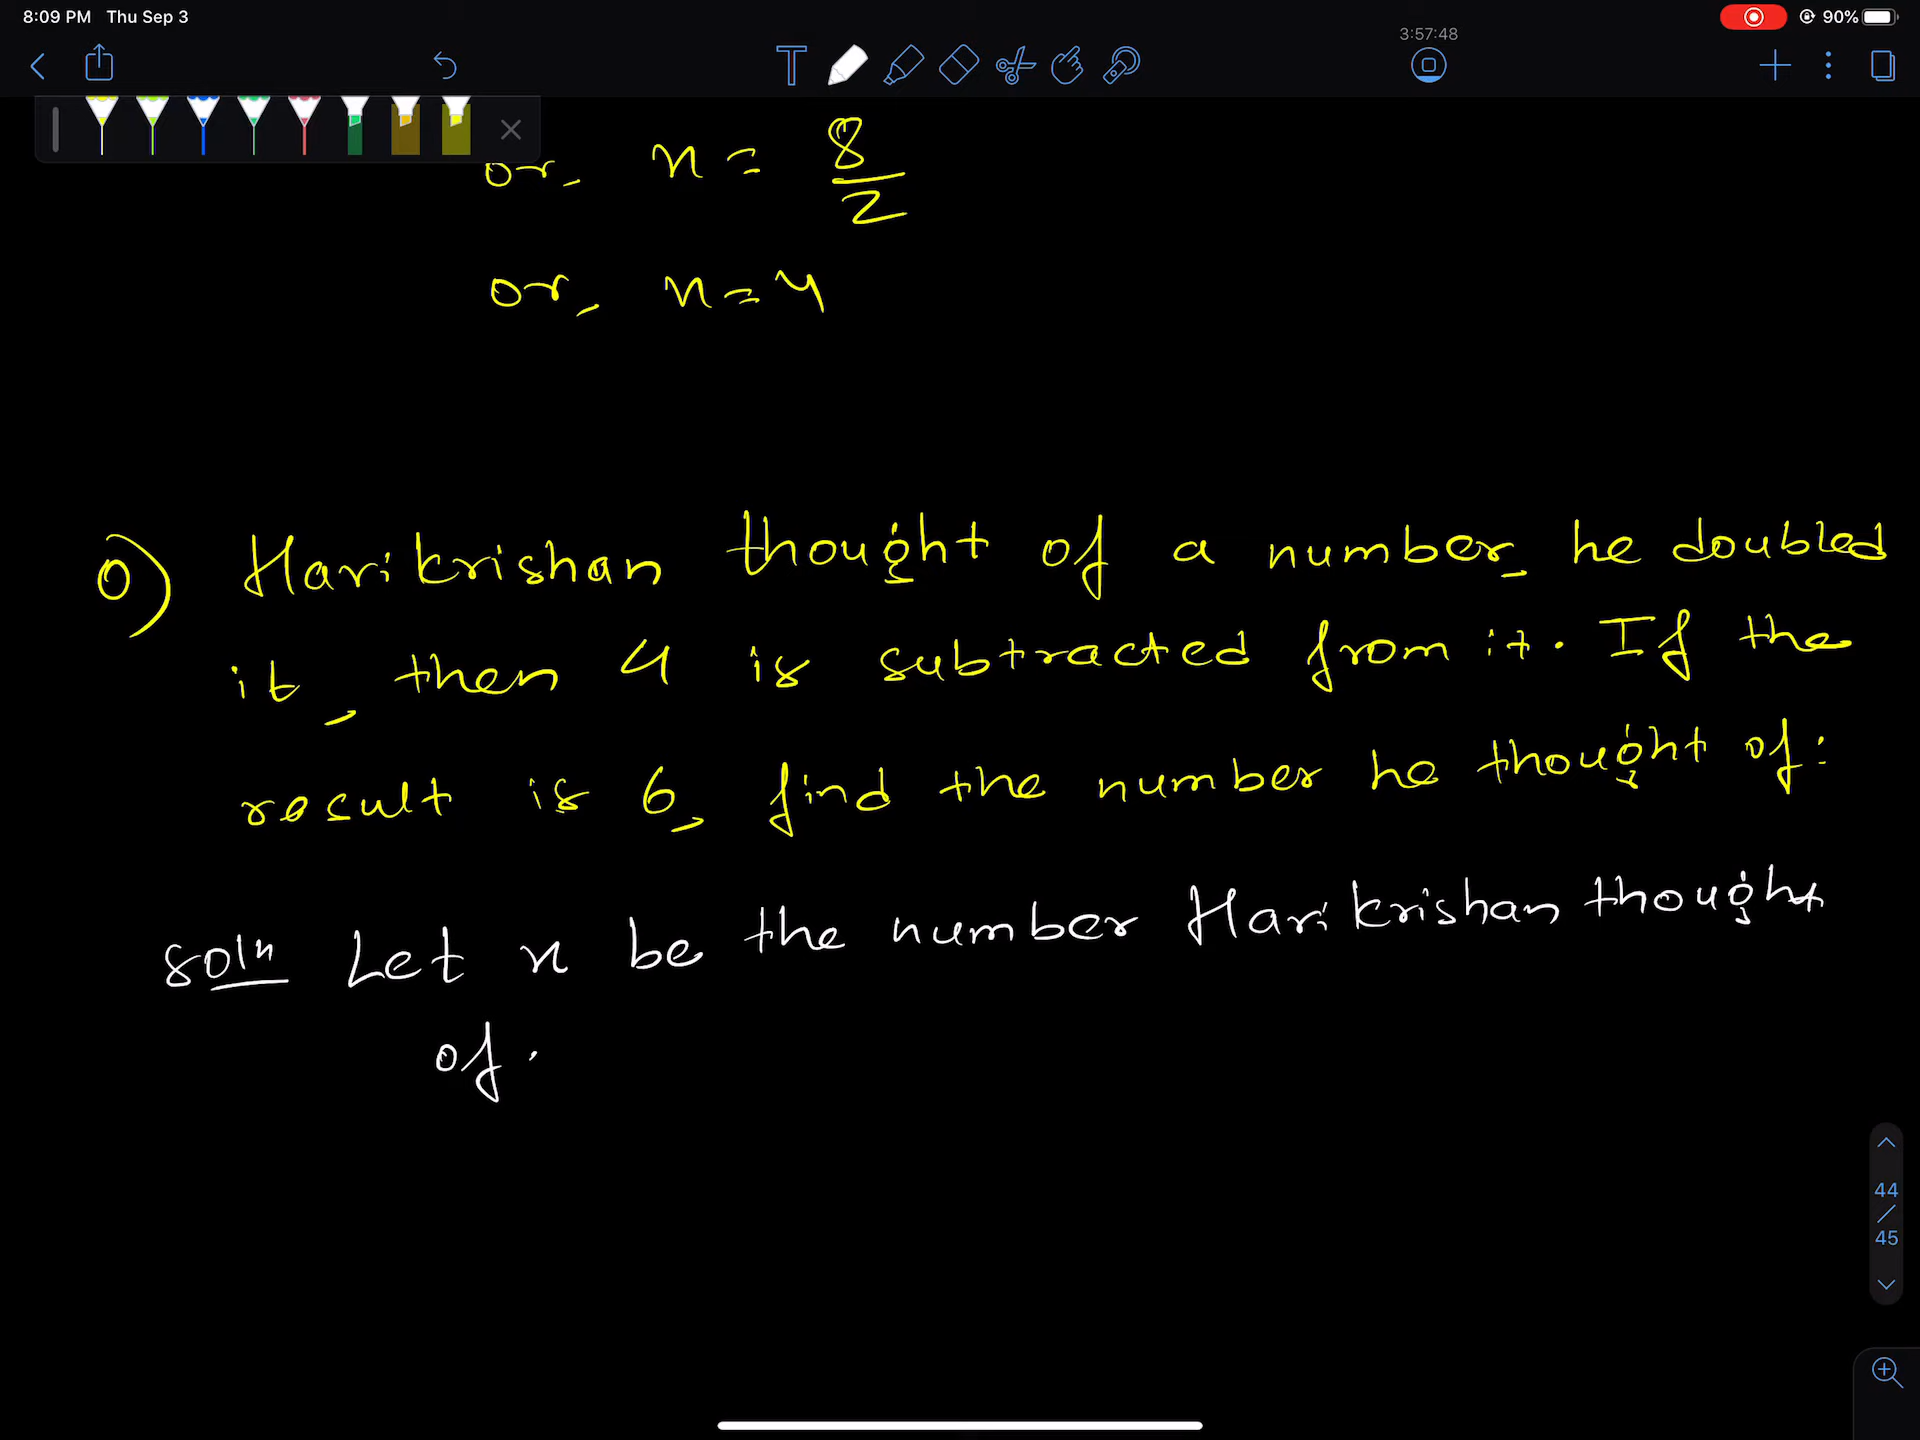 8:09 PM Thu Sep 3
90%
3:57:48
or, x = 8/2
or, x = 4
O) Harikrishan thought of a number, he doubled
it, then 4 is subtracted from it. If the
result is 6, find the number he thought of:
soln Let x be the number Harikrishan thought
of.
44
/
45